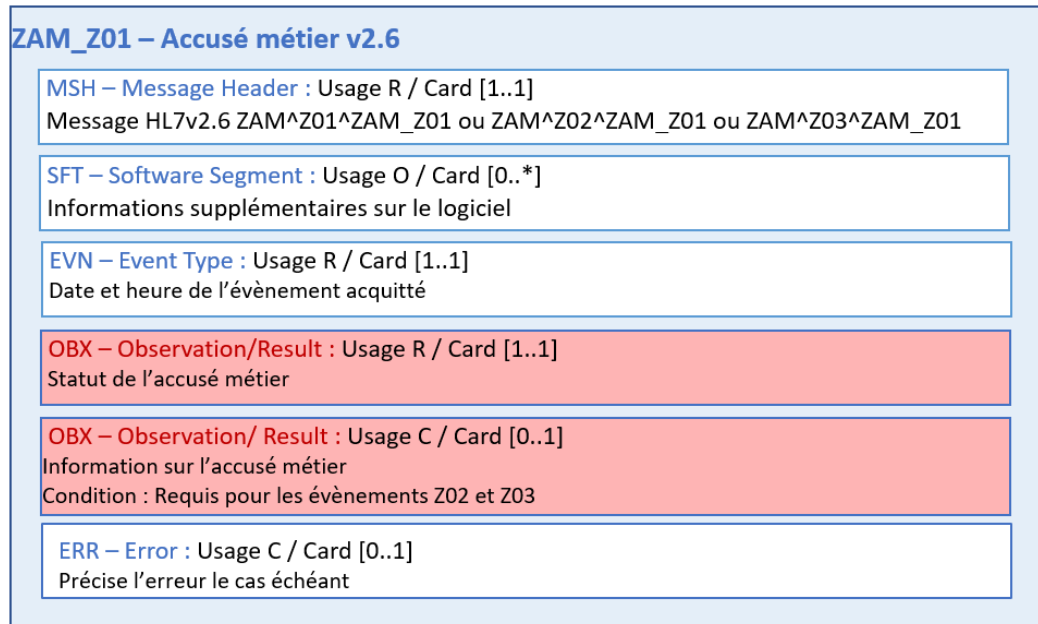 ZAM_Z01 – Accusé métier v2.6
MSH – Message Header : Usage R / Card [1..1]
Message HL7v2.6 ZAM^Z01^ZAM_Z01 ou ZAM^Z02^ZAM_Z01 ou ZAM^Z03^ZAM_Z01
SFT – Software Segment : Usage O / Card [0..*]
Informations supplémentaires sur le logiciel
EVN – Event Type : Usage R / Card [1..1]
Date et heure de l’évènement acquitté
OBX – Observation/Result : Usage R / Card [1..1]
Statut de l’accusé métier
OBX – Observation/ Result : Usage C / Card [0..1]
Information sur l’accusé métier
Condition : Requis pour les évènements Z02 et Z03
ERR – Error : Usage C / Card [0..1]
Précise l’erreur le cas échéant